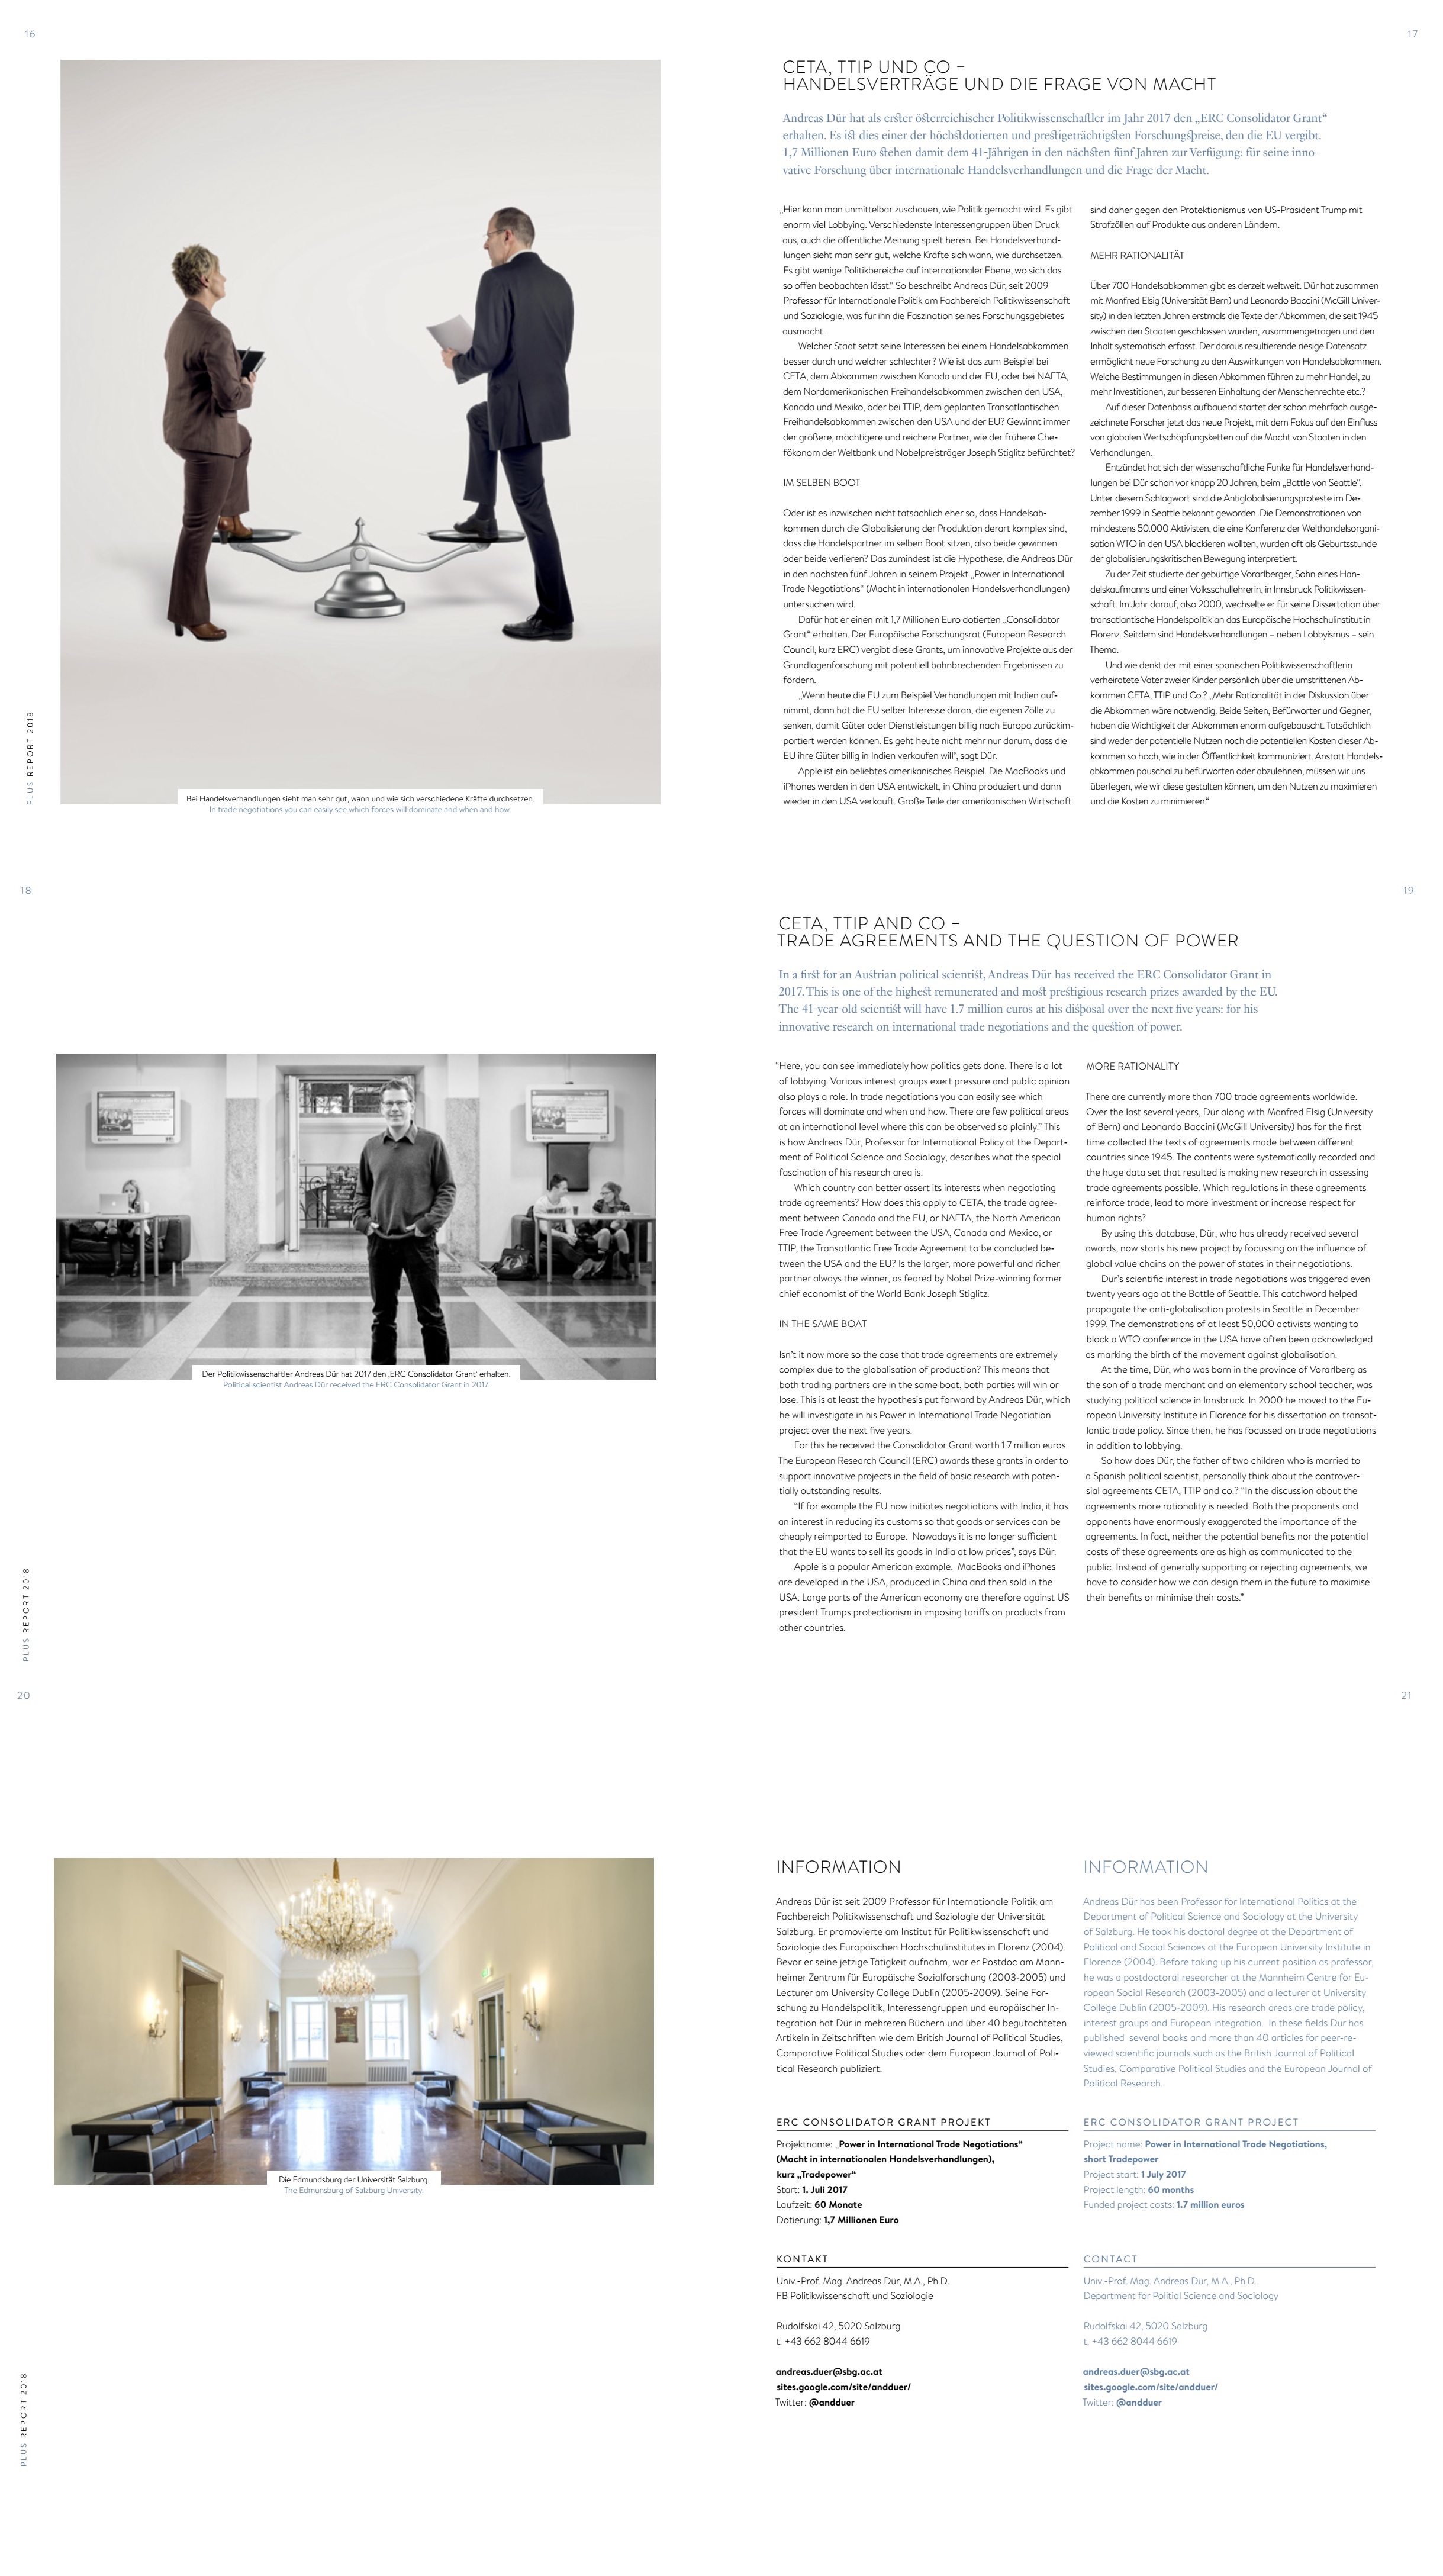 16
17
CETA, TTIP UND CO –
HANDELSVERTRÄGE UND DIE FRAGE VON MACHT
Andreas Dür hat als erster österreichischer Politikwissenschaftler im Jahr 2017 den „ERC Consolidator Grant“
erhalten. Es ist dies einer der höchstdotierten und prestigeträchtigsten Forschungspreise, den die EU vergibt.
1,7 Millionen Euro stehen damit dem 41-Jährigen in den nächsten fünf Jahren zur Verfügung: für seine inno-
vative Forschung über internationale Handelsverhandlungen und die Frage der Macht.
„Hier kann man unmittelbar zuschauen, wie Politik gemacht wird. Es gibt
enorm viel Lobbying. Verschiedenste Interessengruppen üben Druck
aus, auch die öffentliche Meinung spielt herein. Bei Handelsverhand-
lungen sieht man sehr gut, welche Kräfte sich wann, wie durchsetzen.
Es gibt wenige Politikbereiche auf internationaler Ebene, wo sich das
so offen beobachten lässt.“ So beschreibt Andreas Dür, seit 2009
Professor für Internationale Politik am Fachbereich Politikwissenschaft
und Soziologie, was für ihn die Faszination seines Forschungsgebietes
ausmacht.
Welcher Staat setzt seine Interessen bei einem Handelsabkommen
besser durch und welcher schlechter? Wie ist das zum Beispiel bei
CETA, dem Abkommen zwischen Kanada und der EU, oder bei NAFTA,
dem Nordamerikanischen Freihandelsabkommen zwischen den USA,
Kanada und Mexiko, oder bei TTIP, dem geplanten Transatlantischen
Freihandelsabkommen zwischen den USA und der EU? Gewinnt immer
der größere, mächtigere und reichere Partner, wie der frühere Che-
fökonom der Weltbank und Nobelpreisträger Joseph Stiglitz befürchtet?
IM SELBEN BOOT
Oder ist es inzwischen nicht tatsächlich eher so, dass Handelsab-
kommen durch die Globalisierung der Produktion derart komplex sind,
dass die Handelspartner im selben Boot sitzen, also beide gewinnen
oder beide verlieren? Das zumindest ist die Hypothese, die Andreas Dür
in den nächsten fünf Jahren in seinem Projekt „Power in International
Trade Negotiations“ (Macht in internationalen Handelsverhandlungen)
untersuchen wird.
Dafür hat er einen mit 1,7 Millionen Euro dotierten „Consolidator
Grant“ erhalten. Der Europäische Forschungsrat (European Research
Council, kurz ERC) vergibt diese Grants, um innovative Projekte aus der
Grundlagenforschung mit potentiell bahnbrechenden Ergebnissen zu
fördern.
„Wenn heute die EU zum Beispiel Verhandlungen mit Indien auf-
nimmt, dann hat die EU selber Interesse daran, die eigenen Zölle zu
senken, damit Güter oder Dienstleistungen billig nach Europa zurückim-
portiert werden können. Es geht heute nicht mehr nur darum, dass die
EU ihre Güter billig in Indien verkaufen will“, sagt Dür.
Apple ist ein beliebtes amerikanisches Beispiel. Die MacBooks und
iPhones werden in den USA entwickelt, in China produziert und dann
wieder in den USA verkauft. Große Teile der amerikanischen Wirtschaft
sind daher gegen den Protektionismus von US-Präsident Trump mit
Strafzöllen auf Produkte aus anderen Ländern.
MEHR RATIONALITÄT
Über 700 Handelsabkommen gibt es derzeit weltweit. Dür hat zusammen
mit Manfred Elsig (Universität Bern) und Leonardo Baccini (McGill Univer-
sity) in den letzten Jahren erstmals die Texte der Abkommen, die seit 1945
zwischen den Staaten geschlossen wurden, zusammengetragen und den
Inhalt systematisch erfasst. Der daraus resultierende riesige Datensatz
ermöglicht neue Forschung zu den Auswirkungen von Handelsabkommen.
Welche Bestimmungen in diesen Abkommen führen zu mehr Handel, zu
mehr Investitionen, zur besseren Einhaltung der Menschenrechte etc.?
Auf dieser Datenbasis aufbauend startet der schon mehrfach ausge-
zeichnete Forscher jetzt das neue Projekt, mit dem Fokus auf den Einfluss
von globalen Wertschöpfungsketten auf die Macht von Staaten in den
Verhandlungen.
Entzündet hat sich der wissenschaftliche Funke für Handelsverhand-
lungen bei Dür schon vor knapp 20 Jahren, beim „Battle von Seattle“.
Unter diesem Schlagwort sind die Antiglobalisierungsproteste im De-
zember 1999 in Seattle bekannt geworden. Die Demonstrationen von
mindestens 50.000 Aktivisten, die eine Konferenz der Welthandelsorgani-
sation WTO in den USA blockieren wollten, wurden oft als Geburtsstunde
der globalisierungskritischen Bewegung interpretiert.
Zu der Zeit studierte der gebürtige Vorarlberger, Sohn eines Han-
delskaufmanns und einer Volksschullehrerin, in Innsbruck Politikwissen-
schaft. Im Jahr darauf, also 2000, wechselte er für seine Dissertation über
transatlantische Handelspolitik an das Europäische Hochschulinstitut in
Florenz. Seitdem sind Handelsverhandlungen – neben Lobbyismus – sein
Thema.
Und wie denkt der mit einer spanischen Politikwissenschaftlerin
verheiratete Vater zweier Kinder persönlich über die umstrittenen Ab-
kommen CETA, TTIP und Co.? „Mehr Rationalität in der Diskussion über
die Abkommen wäre notwendig. Beide Seiten, Befürworter und Gegner,
haben die Wichtigkeit der Abkommen enorm aufgebauscht. Tatsächlich
sind weder der potentielle Nutzen noch die potentiellen Kosten dieser Ab-
kommen so hoch, wie in der Öffentlichkeit kommuniziert. Anstatt Handels-
abkommen pauschal zu befürworten oder abzulehnen, müssen wir uns
überlegen, wie wir diese gestalten können, um den Nutzen zu maximieren
und die Kosten zu minimieren.“
PLUS REPORT 2018
Bei Handelsverhandlungen sieht man sehr gut, wann und wie sich verschiedene Kräfte durchsetzen.
In trade negotiations you can easily see which forces will dominate and when and how.
18
19
CETA, TTIP AND CO –
TRADE AGREEMENTS AND THE QUESTION OF POWER
In a first for an Austrian political scientist, Andreas Dür has received the ERC Consolidator Grant in
2017. This is one of the highest remunerated and most prestigious research prizes awarded by the EU.
The 41-year-old scientist will have 1.7 million euros at his disposal over the next five years: for his
innovative research on international trade negotiations and the question of power.
“Here, you can see immediately how politics gets done. There is a lot
of lobbying. Various interest groups exert pressure and public opinion
also plays a role. In trade negotiations you can easily see which
forces will dominate and when and how. There are few political areas
at an international level where this can be observed so plainly.” This
is how Andreas Dür, Professor for International Policy at the Depart-
ment of Political Science and Sociology, describes what the special
fascination of his research area is.
Which country can better assert its interests when negotiating
trade agreements? How does this apply to CETA, the trade agree-
ment between Canada and the EU, or NAFTA, the North American
Free Trade Agreement between the USA, Canada and Mexico, or
TTIP, the Transatlantic Free Trade Agreement to be concluded be-
tween the USA and the EU? Is the larger, more powerful and richer
partner always the winner, as feared by Nobel Prize-winning former
chief economist of the World Bank Joseph Stiglitz.
IN THE SAME BOAT
Isn’t it now more so the case that trade agreements are extremely
complex due to the globalisation of production? This means that
both trading partners are in the same boat, both parties will win or
lose. This is at least the hypothesis put forward by Andreas Dür, which
he will investigate in his Power in International Trade Negotiation
project over the next five years.
For this he received the Consolidator Grant worth 1.7 million euros.
The European Research Council (ERC) awards these grants in order to
support innovative projects in the field of basic research with poten-
tially outstanding results.
“If for example the EU now initiates negotiations with India, it has
an interest in reducing its customs so that goods or services can be
cheaply reimported to Europe. Nowadays it is no longer sufficient
that the EU wants to sell its goods in India at low prices”, says Dür.
Apple is a popular American example. MacBooks and iPhones
are developed in the USA, produced in China and then sold in the
USA. Large parts of the American economy are therefore against US
president Trumps protectionism in imposing tariffs on products from
other countries.
MORE RATIONALITY
There are currently more than 700 trade agreements worldwide.
Over the last several years, Dür along with Manfred Elsig (University
of Bern) and Leonardo Baccini (McGill University) has for the first
time collected the texts of agreements made between different
countries since 1945. The contents were systematically recorded and
the huge data set that resulted is making new research in assessing
trade agreements possible. Which regulations in these agreements
reinforce trade, lead to more investment or increase respect for
human rights?
By using this database, Dür, who has already received several
awards, now starts his new project by focussing on the influence of
global value chains on the power of states in their negotiations.
Dür’s scientific interest in trade negotiations was triggered even
twenty years ago at the Battle of Seattle. This catchword helped
propagate the anti-globalisation protests in Seattle in December
1999. The demonstrations of at least 50,000 activists wanting to
block a WTO conference in the USA have often been acknowledged
as marking the birth of the movement against globalisation.
At the time, Dür, who was born in the province of Vorarlberg as
the son of a trade merchant and an elementary school teacher, was
studying political science in Innsbruck. In 2000 he moved to the Eu-
ropean University Institute in Florence for his dissertation on transat-
lantic trade policy. Since then, he has focussed on trade negotiations
in addition to lobbying.
So how does Dür, the father of two children who is married to
a Spanish political scientist, personally think about the controver-
sial agreements CETA, TTIP and co.? “In the discussion about the
agreements more rationality is needed. Both the proponents and
opponents have enormously exaggerated the importance of the
agreements. In fact, neither the potential benefits nor the potential
costs of these agreements are as high as communicated to the
public. Instead of generally supporting or rejecting agreements, we
have to consider how we can design them in the future to maximise
their benefits or minimise their costs.”
Der Politikwissenschaftler Andreas Dür hat 2017 den ‚ERC Consolidator Grant‘ erhalten.
Political scientist Andreas Dür received the ERC Consolidator Grant in 2017.
PLUS REPORT 2018
20
21
Die Edmundsburg der Universität Salzburg.
The Edmunsburg of Salzburg University.
INFORMATION
Andreas Dür ist seit 2009 Professor für Internationale Politik am
Fachbereich Politikwissenschaft und Soziologie der Universität
Salzburg. Er promovierte am Institut für Politikwissenschaft und
Soziologie des Europäischen Hochschulinstitutes in Florenz (2004).
Bevor er seine jetzige Tätigkeit aufnahm, war er Postdoc am Mann-
heimer Zentrum für Europäische Sozialforschung (2003-2005) und
Lecturer am University College Dublin (2005-2009). Seine For-
schung zu Handelspolitik, Interessengruppen und europäischer In-
tegration hat Dür in mehreren Büchern und über 40 begutachteten
Artikeln in Zeitschriften wie dem British Journal of Political Studies,
Comparative Political Studies oder dem European Journal of Poli-
tical Research publiziert.
ERC CONSOLIDATOR GRANT PROJEKT
Projektname: „Power in International Trade Negotiations“
(Macht in internationalen Handelsverhandlungen),
kurz „Tradepower“
Start: 1. Juli 2017
Laufzeit: 60 Monate
Dotierung: 1,7 Millionen Euro
KONTAKT
Univ.-Prof. Mag. Andreas Dür, M.A., Ph.D.
FB Politikwissenschaft und Soziologie
Rudolfskai 42, 5020 Salzburg
t. +43 662 8044 6619
andreas.duer@sbg.ac.at
sites.google.com/site/andduer/
Twitter: @andduer
INFORMATION
Andreas Dür has been Professor for International Politics at the
Department of Political Science and Sociology at the University
of Salzburg. He took his doctoral degree at the Department of
Political and Social Sciences at the European University Institute in
Florence (2004). Before taking up his current position as professor,
he was a postdoctoral researcher at the Mannheim Centre for Eu-
ropean Social Research (2003-2005) and a lecturer at University
College Dublin (2005-2009). His research areas are trade policy,
interest groups and European integration. In these fields Dür has
published several books and more than 40 articles for peer-re-
viewed scientific journals such as the British Journal of Political
Studies, Comparative Political Studies and the European Journal of
Political Research.
ERC CONSOLIDATOR GRANT PROJECT
Project name: Power in International Trade Negotiations,
short Tradepower
Project start: 1 July 2017
Project length: 60 months
Funded project costs: 1.7 million euros
CONTACT
Univ.-Prof. Mag. Andreas Dür, M.A., Ph.D.
Department for Politial Science and Sociology
Rudolfskai 42, 5020 Salzburg
t. +43 662 8044 6619
andreas.duer@sbg.ac.at
sites.google.com/site/andduer/
Twitter: @andduer
PLUS REPORT 2018